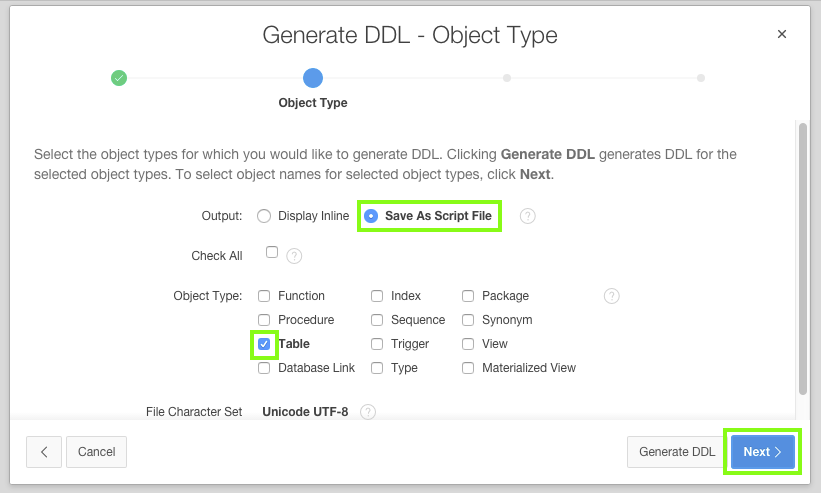 Generate DDL - Object Type
×
Object Type
Select the object types for which you would like to generate DDL. Clicking Generate DDL generates DDL for the
selected object types. To select object names for selected object types, click Next.
Output: Display Inline Save As Script File ?
Check All ?
Object Type: Function Index Package ?
Procedure Sequence Synonym
Table Trigger View
Database Link Type Materialized View
File Character Set Unicode UTF-8 ?
< Cancel Generate DDL Next >